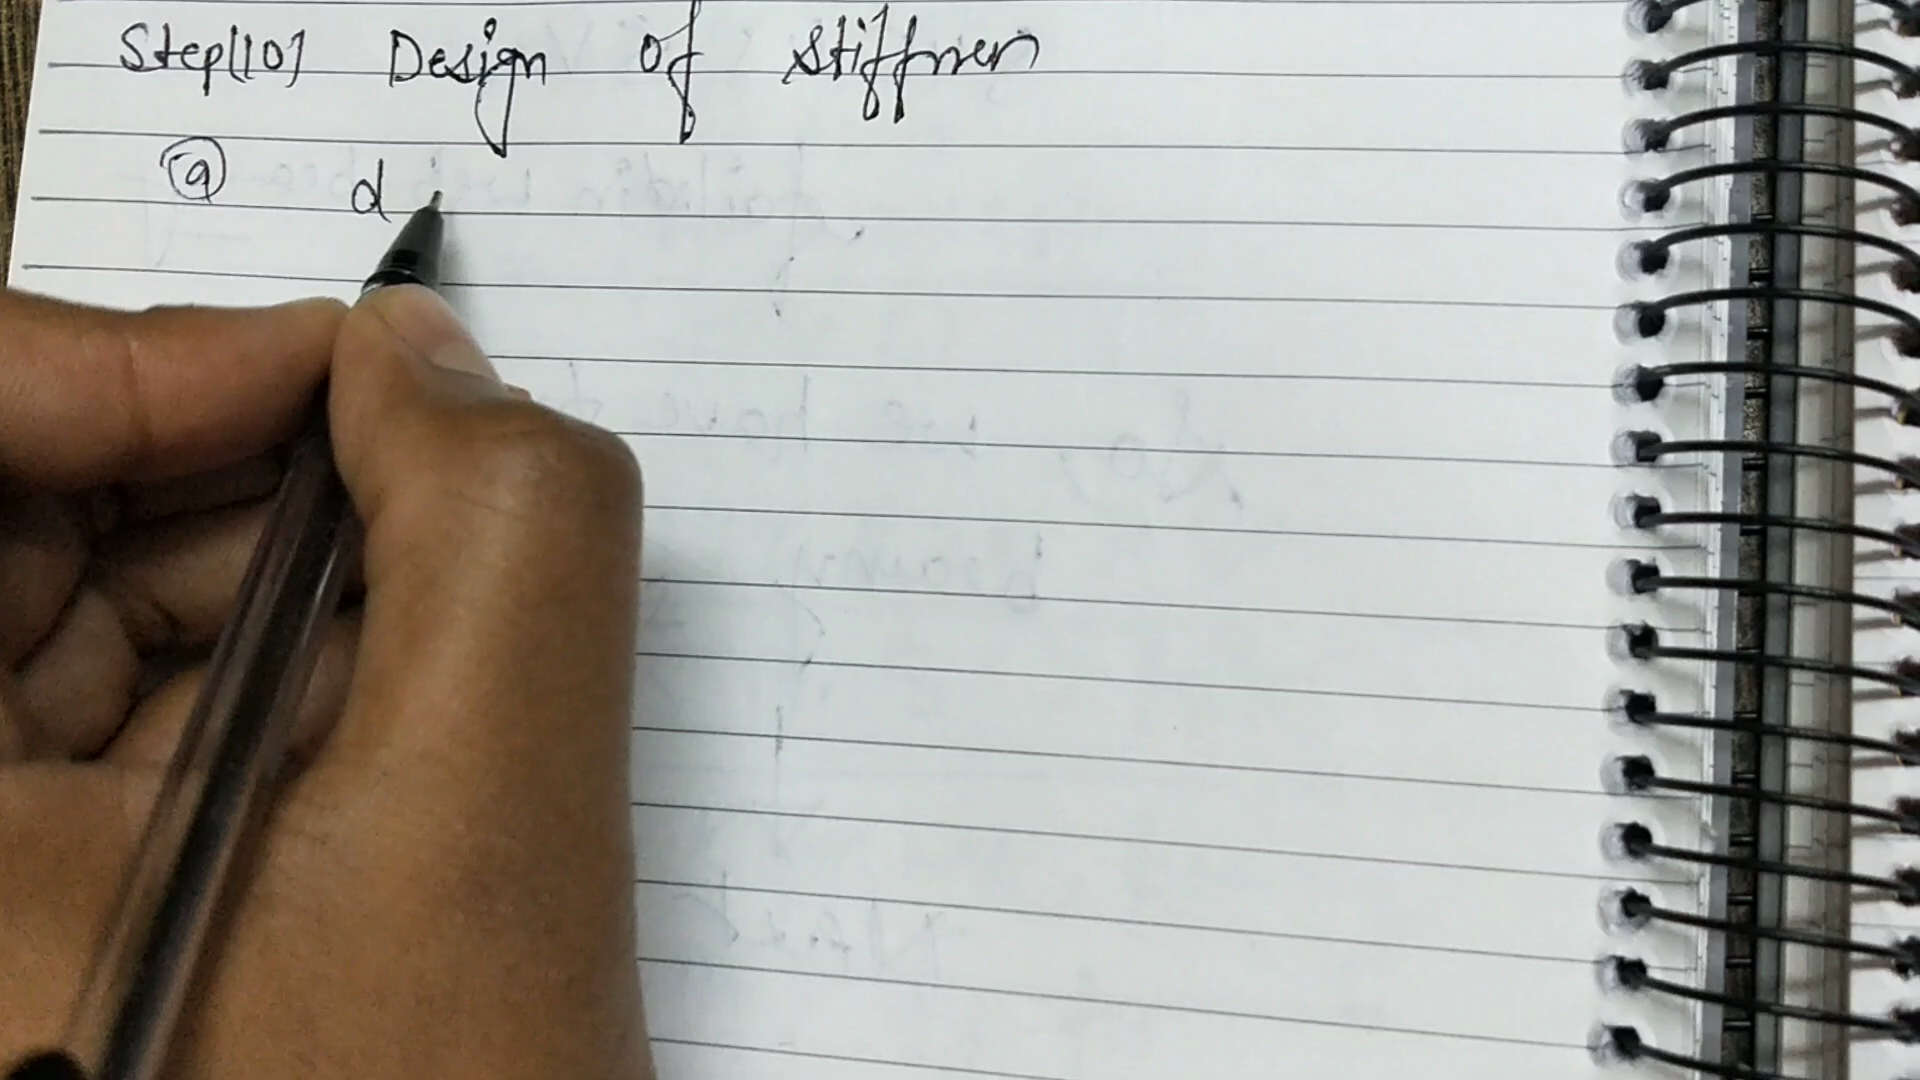 Step(10) Design of stiffner
(a) d